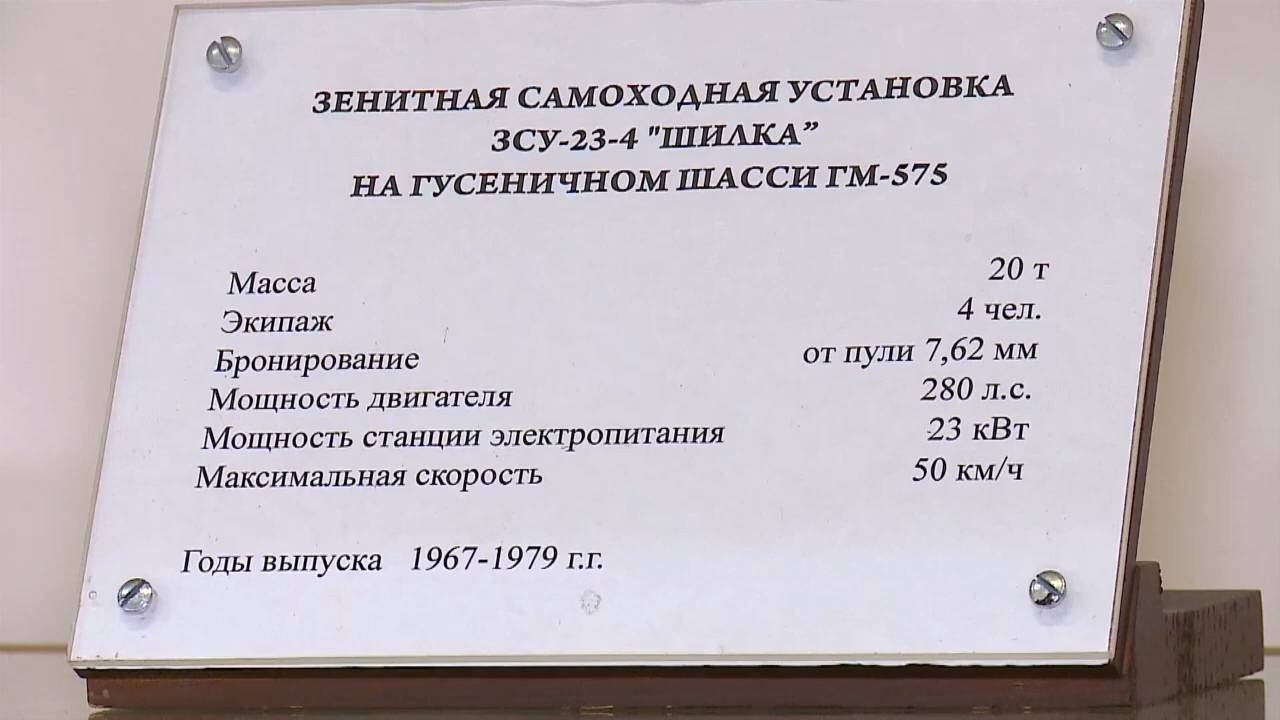 ЗЕНИТНАЯ САМОХОДНАЯ УСТАНОВКА
ЗСУ-23-4 "ШИЛКА”
НА ГУСЕНИЧНОМ ШАССИ ГМ-575
Масса 20 т
Экипаж 4 чел.
Бронирование от пули 7,62 мм
Мощность двигателя 280 л.с.
Мощность станции электропитания 23 кВт
Максимальная скорость 50 км/ч
Годы выпуска 1967-1979 г.г.